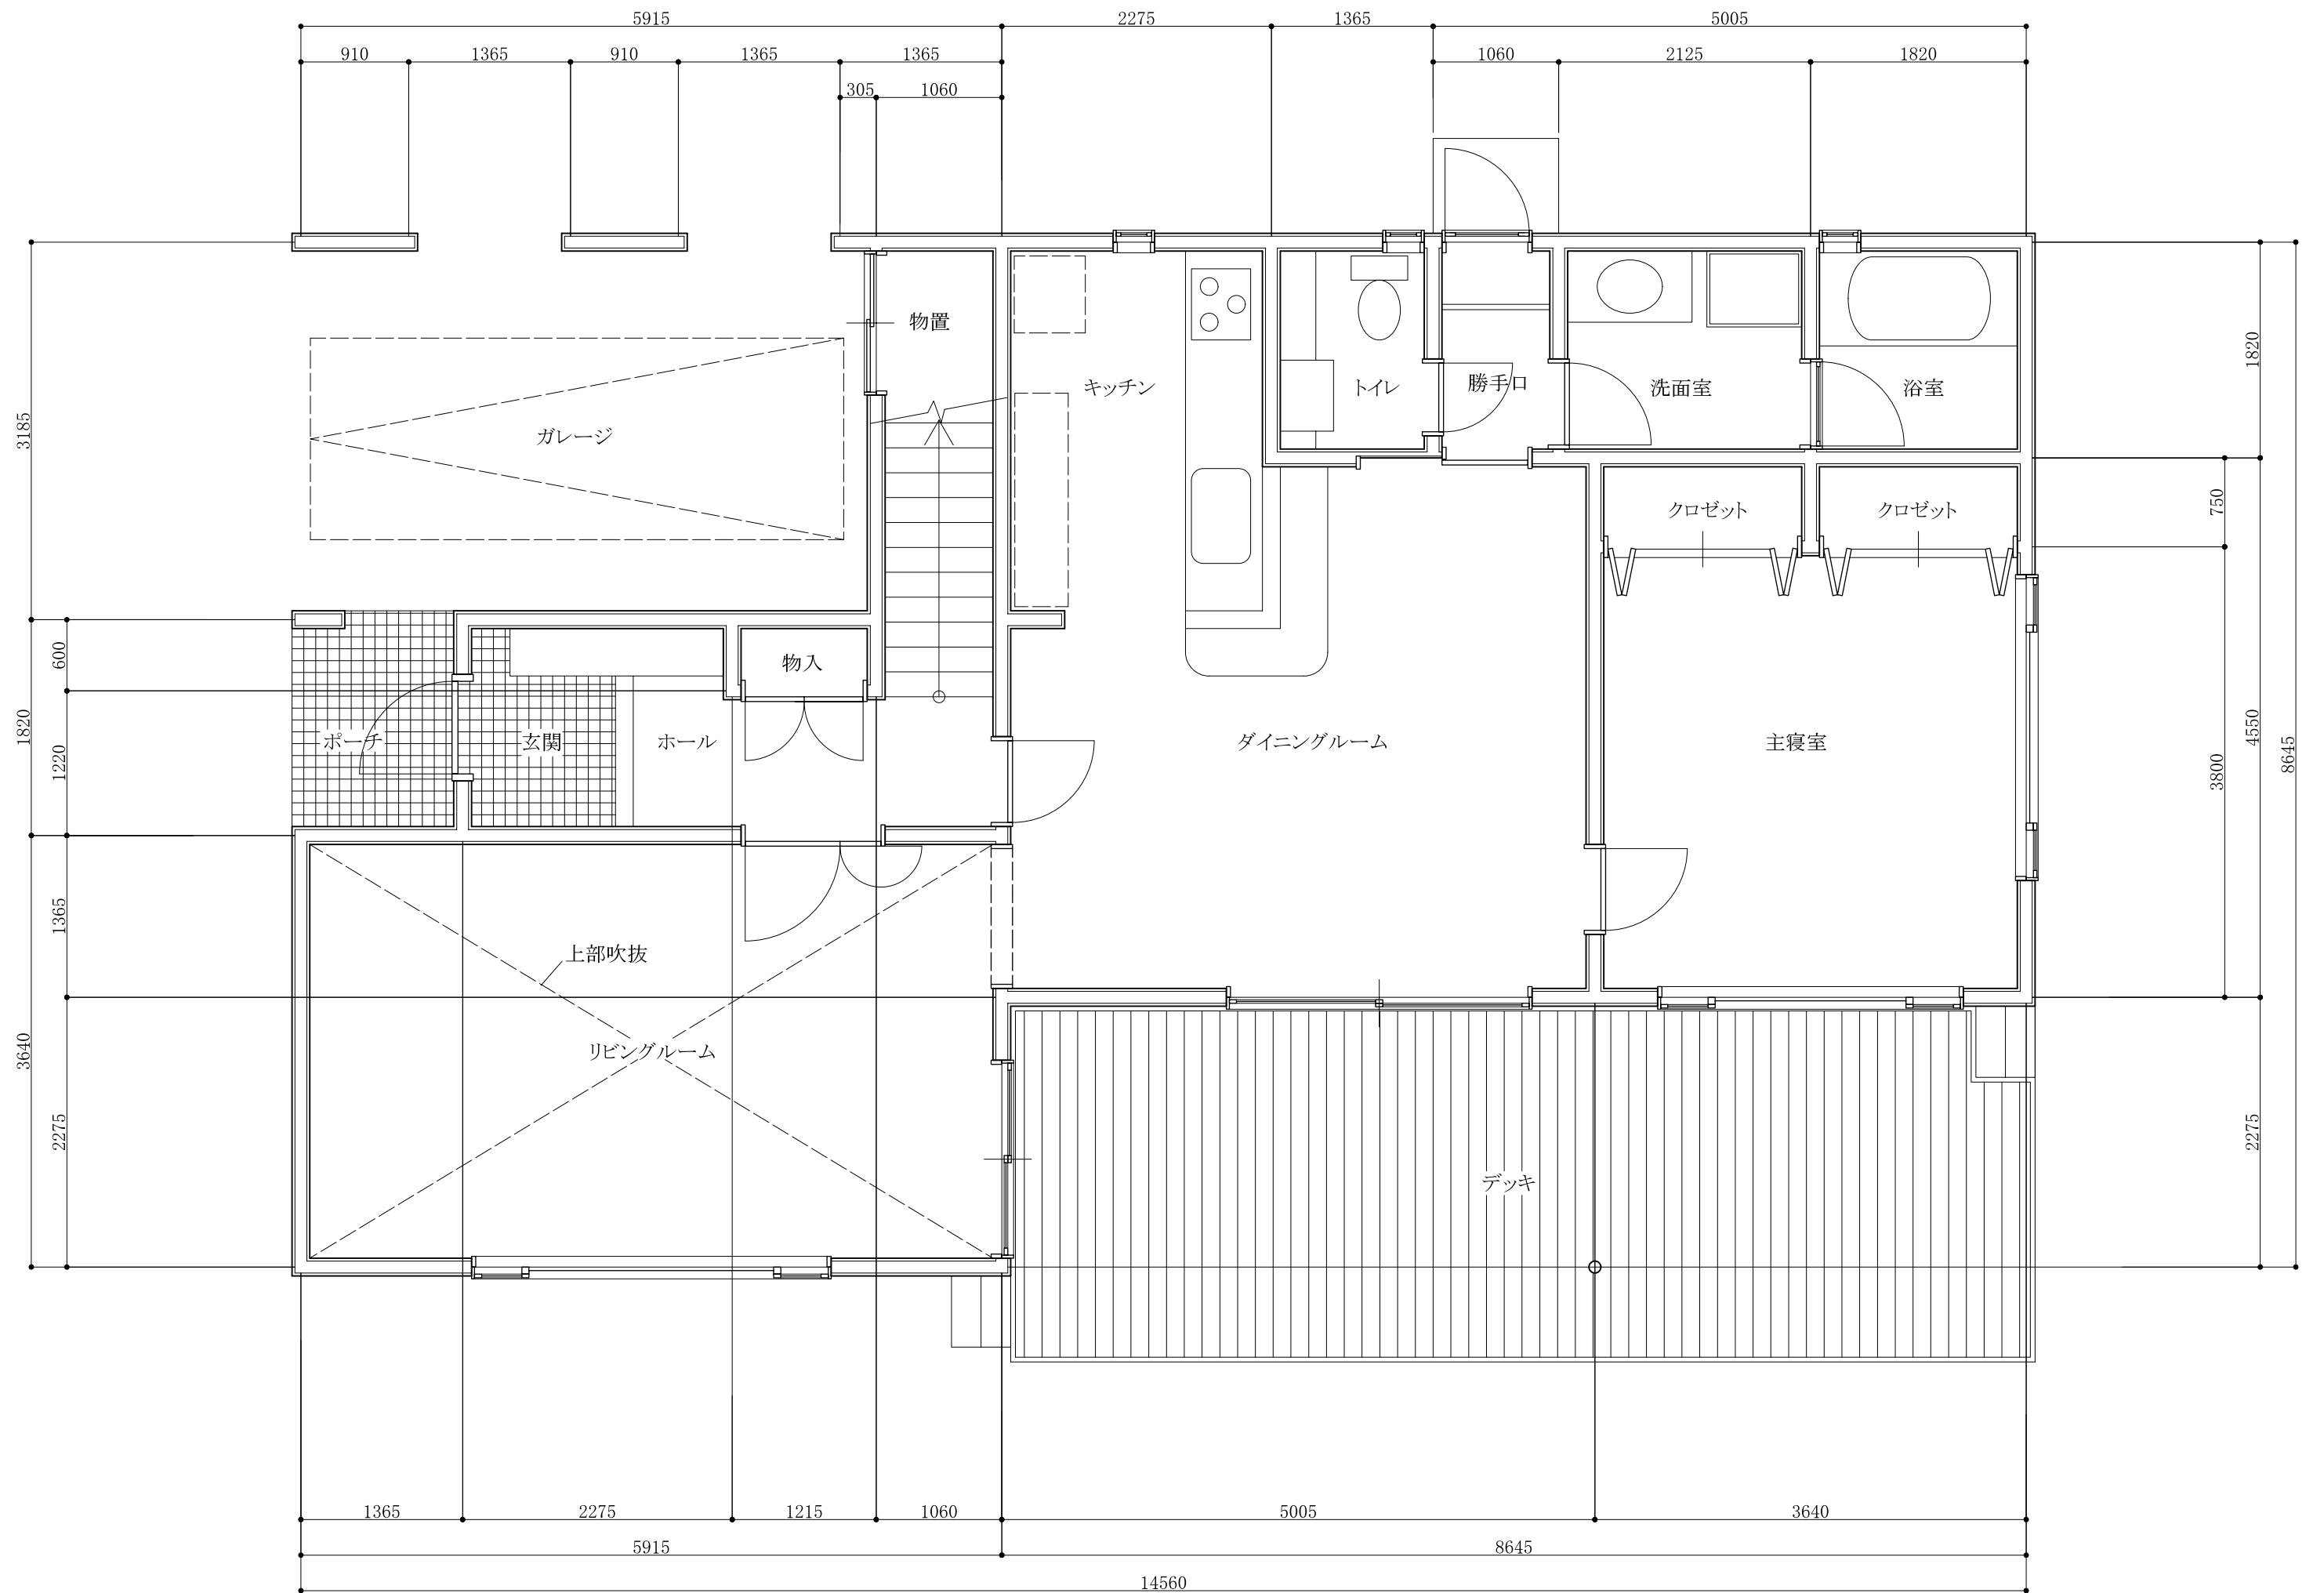 5915
2275
1365
5005
910
1365
910
1365
1365
1060
2125
1820
305
1060
物置
キッチン
トイレ
勝手口
洗面室
浴室
ガレージ
クロゼット
クロゼット
物入
ポーチ
玄関
ホール
ダイニングルーム
主寝室
上部吹抜
リビングルーム
デッキ
3185
1820
3640
600
1220
1365
2275
1820
4550
2275
750
3800
8645
1365
2275
1215
1060
5005
3640
5915
8645
14560